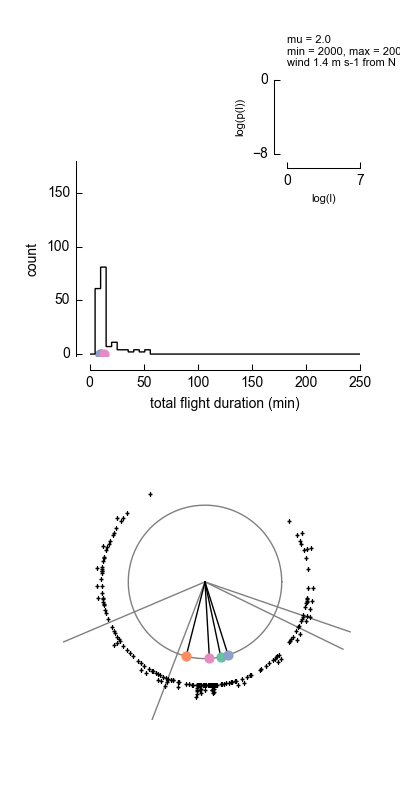 mu = 2.0
min = 2000, max = 200
wind 1.4 m s-1 from N
0
log(p(l))
−8
0 7
log(l)
150
100
50
0
count
0 50 100 150 200 250
total flight duration (min)